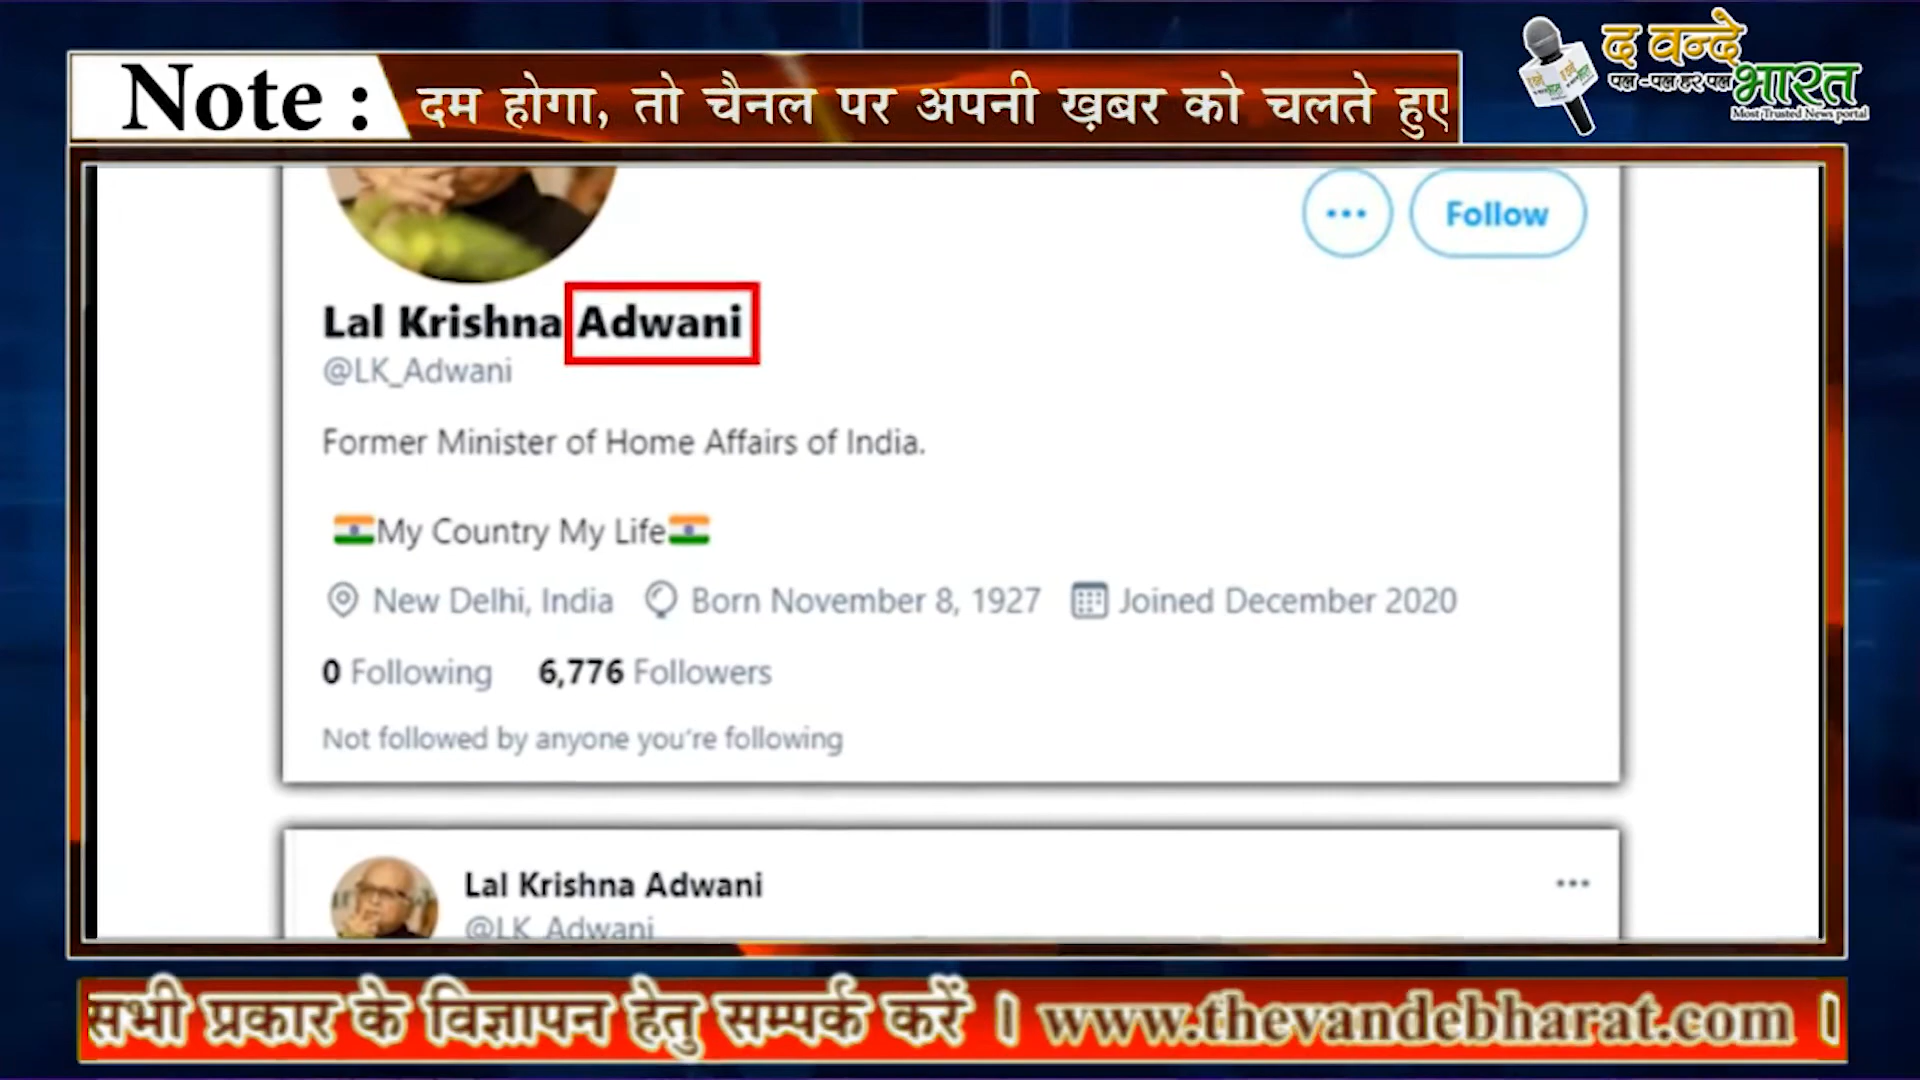 Note :
दम होगा, तो चैनल पर अपनी ख़बर को चलते हुए
द वन्दे
पल -पल हर पल
भारत
Most Trusted News portal
...
Follow
Lal Krishna Adwani
@LK_Adwani
Former Minister of Home Affairs of India.
🇮🇳My Country My Life🇮🇳
New Delhi, India Born November 8, 1927 Joined December 2020
0 Following 6,776 Followers
Not followed by anyone you're following
Lal Krishna Adwani
...
@LK_Adwani
सभी प्रकार के विज्ञापन हेतु सम्पर्क करें । www.thevandebharat.com ।